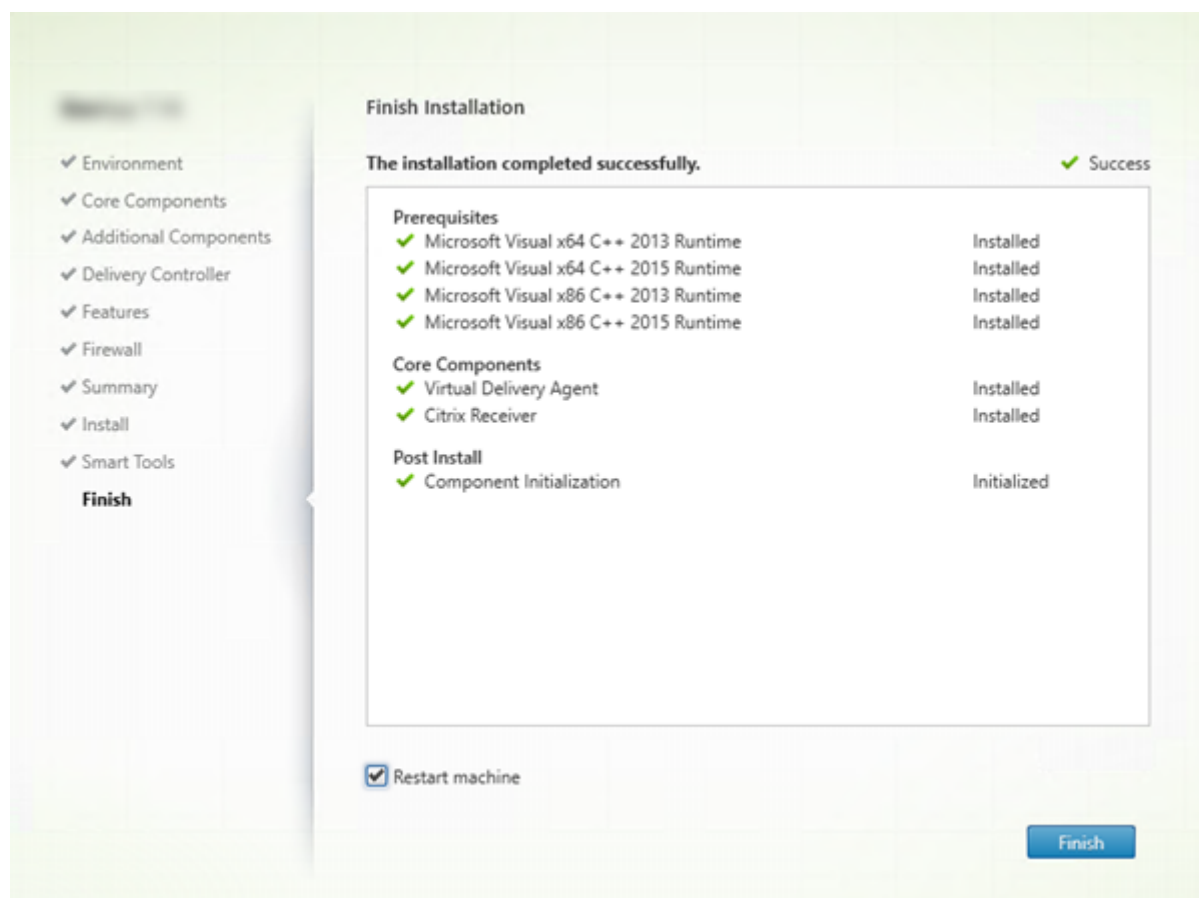 Finish Installation
Environment
Core Components
Additional Components
Delivery Controller
Features
Firewall
Summary
Install
Smart Tools
Finish
The installation completed successfully. Success
Prerequisites
Microsoft Visual x64 C++ 2013 Runtime Installed
Microsoft Visual x64 C++ 2015 Runtime Installed
Microsoft Visual x86 C++ 2013 Runtime Installed
Microsoft Visual x86 C++ 2015 Runtime Installed
Core Components
Virtual Delivery Agent Installed
Citrix Receiver Installed
Post Install
Component Initialization Initialized
Restart machine
Finish